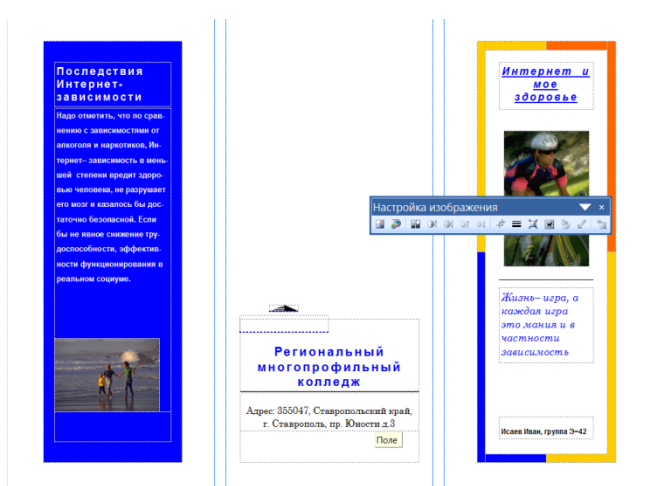 Последствия
Интернет-
зависимости
Надо отметить, что по срав-
нению с зависимостями от
алкоголя и наркотиков, Ин-
тернет– зависимость в мень-
шей степени вредит здоро-
вью человека, не разрушает
его мозг и казалось бы дос-
таточно безопасной. Если
бы не явное снижение тру-
доспособности, эффектив-
ности функционирования в
реальном социуме.
Региональный
многопрофильный
колледж
Адрес: 355047, Ставропольский край,
г. Ставрополь, пр. Юности д.3
Поле
Интернет и
мое
здоровье
Настройка изображения
Жизнь– игра, а
каждая игра
это мания и в
частности
зависимость
Исаев Иван, группа Э-42